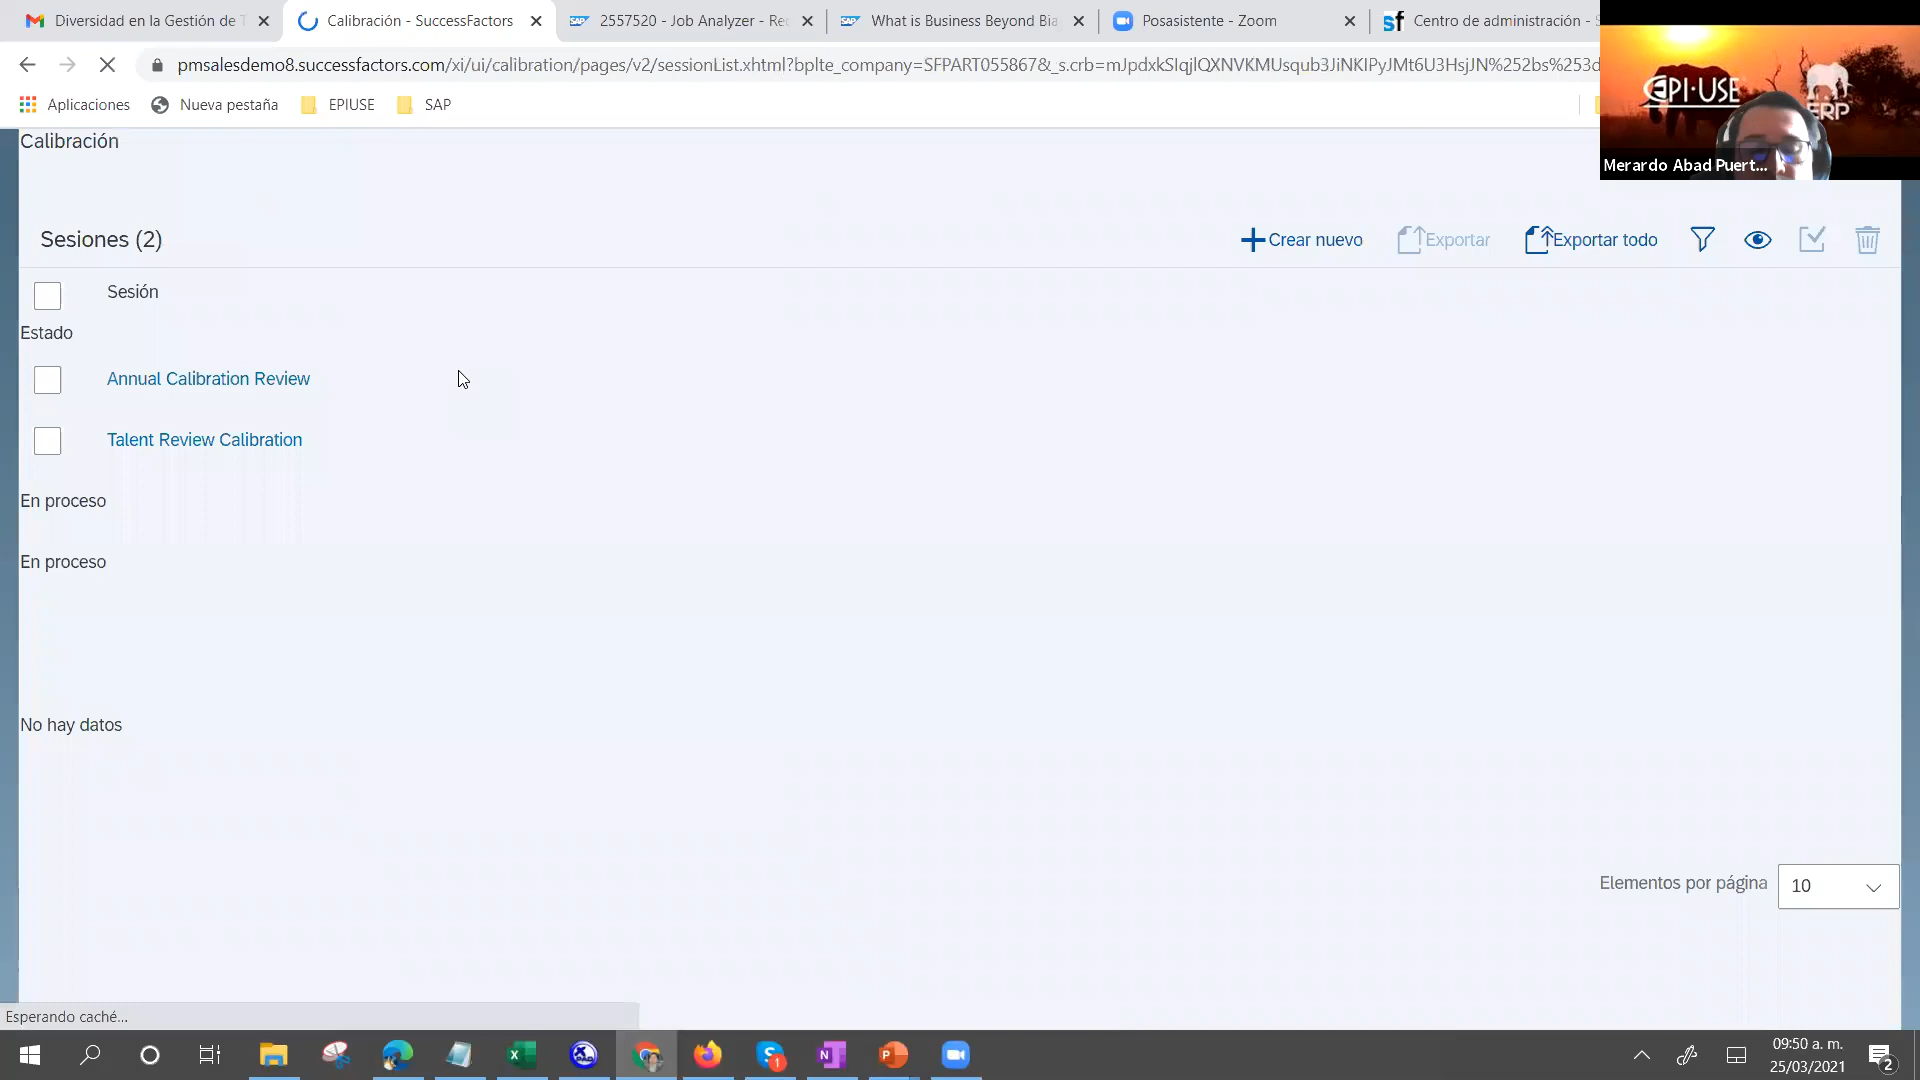 Diversidad en la Gestión de T
Calibración - SuccessFactors
2557520 - Job Analyzer - Re
What is Business Beyond Bia
Posasistente - Zoom
sf Centro de administración -
pmsalesdemo8.successfactors.com/xi/ui/calibration/pages/v2/sessionList.xhtml?bplte_company=SFPART055867&_s.crb=mJpdxkSlqjlQXNVKMUsqub3JiNKlPyJMt6U3HsjJN%252bs%253d
Aplicaciones
Nueva pestaña
EPIUSE
SAP
EPI·USE
ERP
Merardo Abad Puert...
Calibración
Sesiones (2)
Crear nuevo
Exportar
Exportar todo
Sesión
Estado
Annual Calibration Review
Talent Review Calibration
En proceso
En proceso
No hay datos
Elementos por página
10
Esperando caché...
09:50 a. m.
25/03/2021
1
2